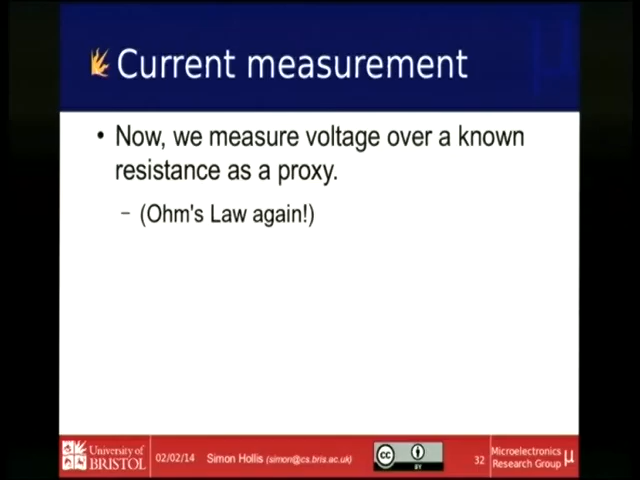 Current measurement
• Now, we measure voltage over a known
resistance as a proxy.
– (Ohm's Law again!)
University of
BRISTOL
02/02/14
Simon Hollis (simon@cs.bris.ac.uk)
cc
BY
32
Microelectronics
Research Group
μ